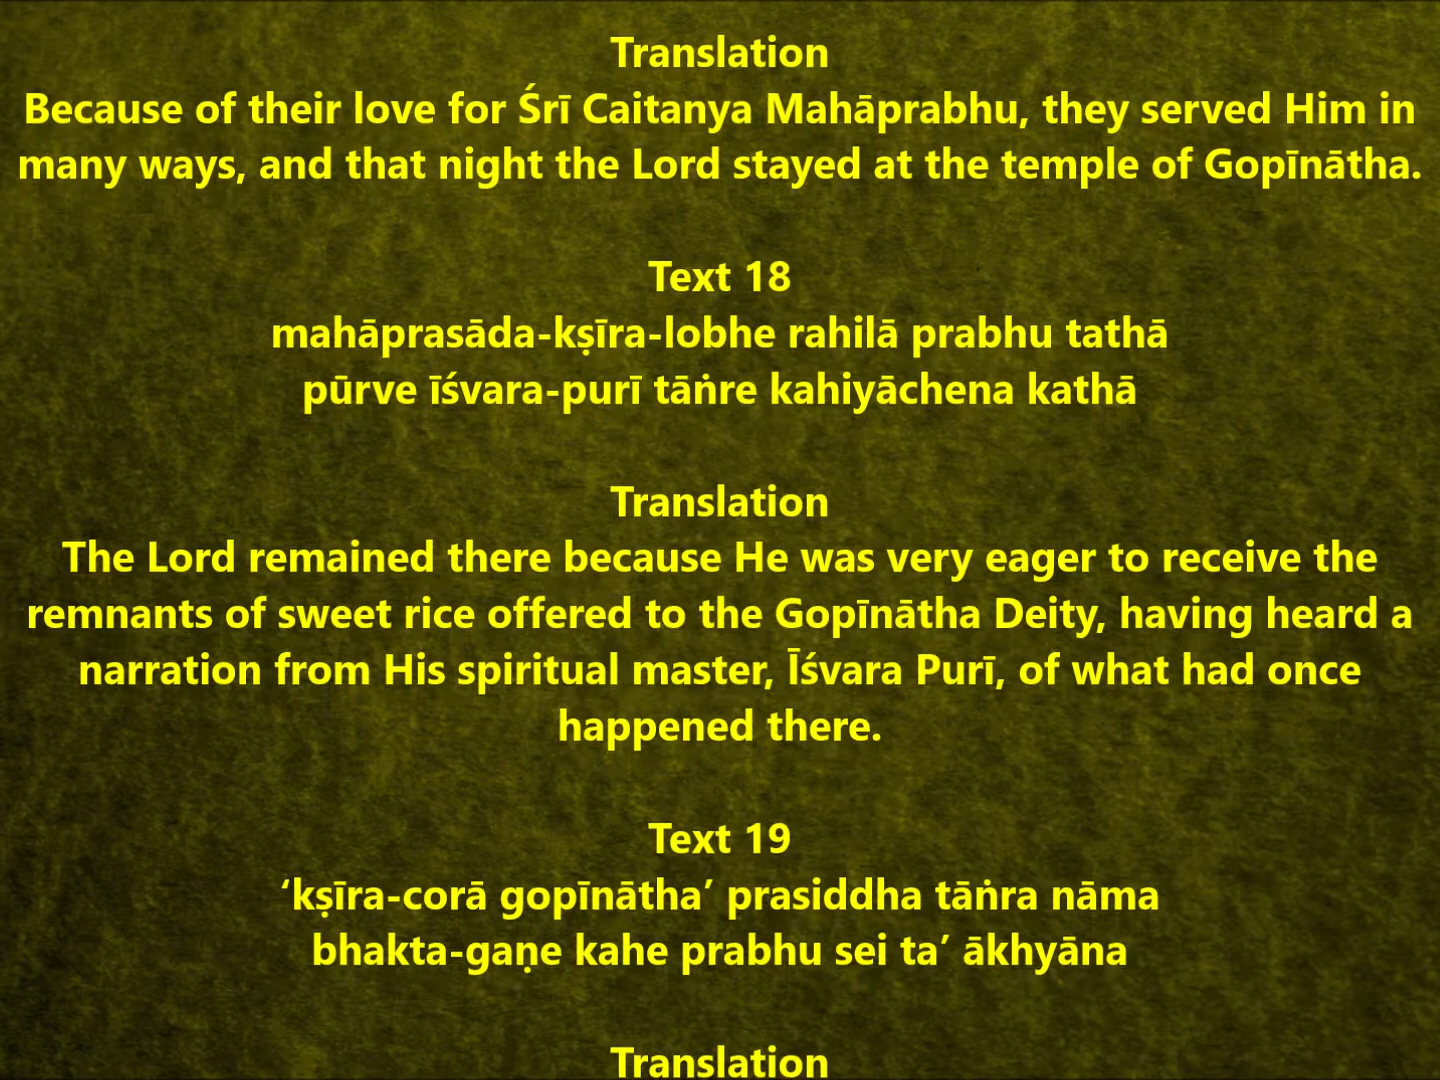 Translation
Because of their love for Śrī Caitanya Mahāprabhu, they served Him in
many ways, and that night the Lord stayed at the temple of Gopīnātha.
Text 18
mahāprasāda-kṣīra-lobhe rahilā prabhu tathā
pūrve īśvara-purī tāṅre kahiyāchena kathā
Translation
The Lord remained there because He was very eager to receive the
remnants of sweet rice offered to the Gopīnātha Deity, having heard a
narration from His spiritual master, Īśvara Purī, of what had once
happened there.
Text 19
‘kṣīra-corā gopīnātha’ prasiddha tāṅra nāma
bhakta-gaṇe kahe prabhu sei ta’ ākhyāna
Translation